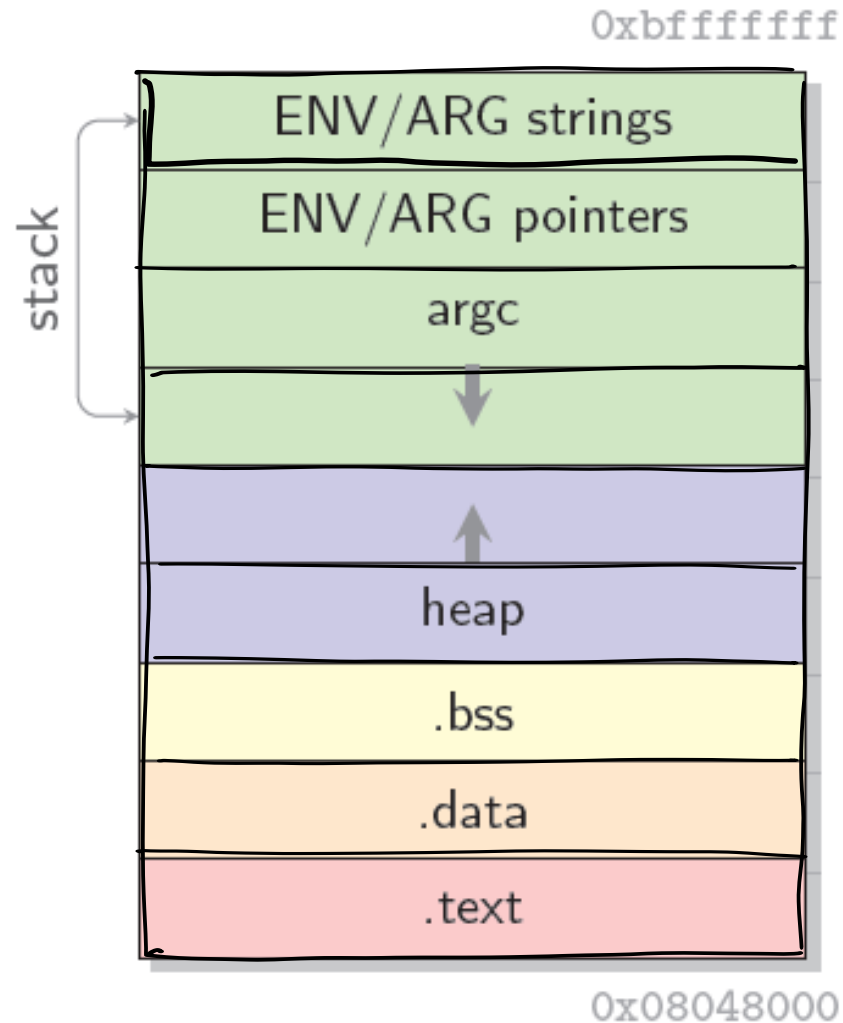 0xbfffffff
ENV/ARG strings
ENV/ARG pointers
stack
argc
heap
.bss
.data
.text
0x08048000